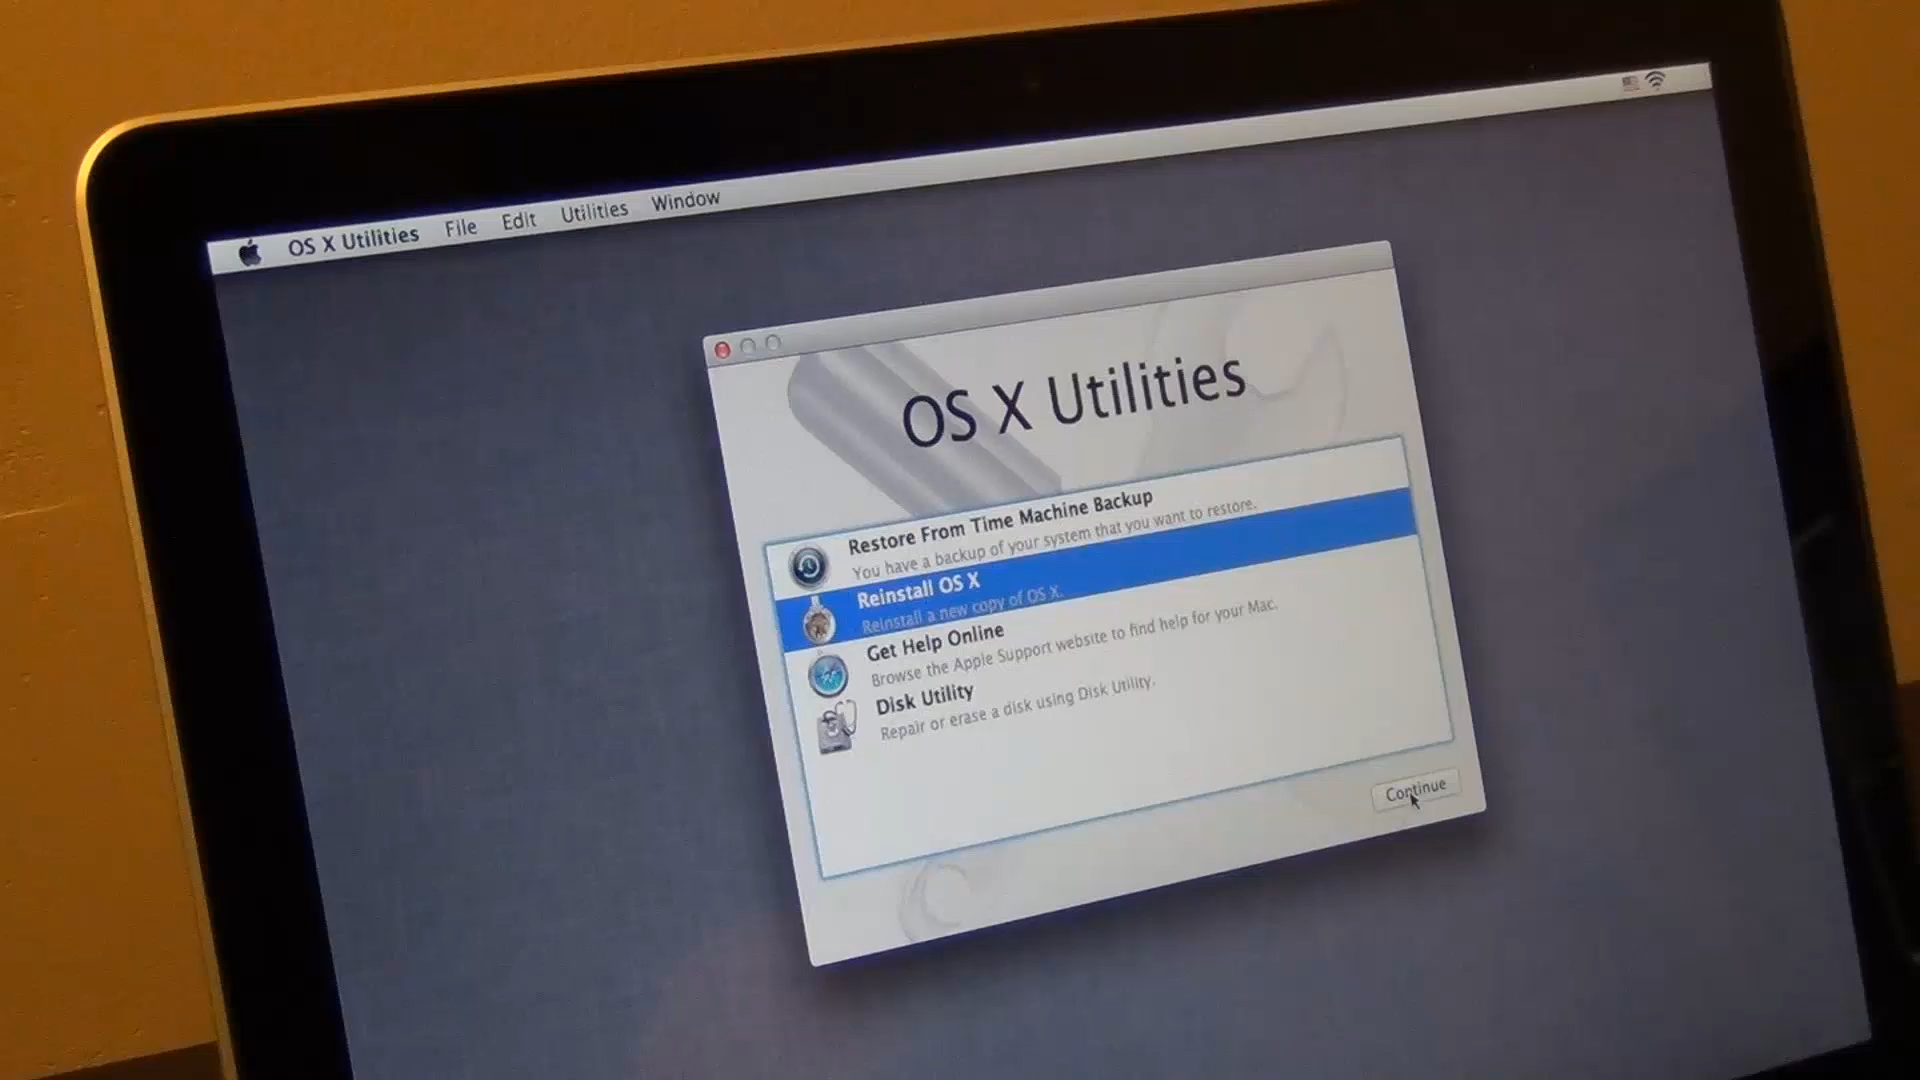 OS X Utilities File Edit Utilities Window
OS X Utilities
Restore From Time Machine Backup
You have a backup of your system that you want to restore.
Reinstall OS X
Reinstall a new copy of OS X.
Get Help Online
Browse the Apple Support website to find help for your Mac.
Disk Utility
Repair or erase a disk using Disk Utility.
Continue